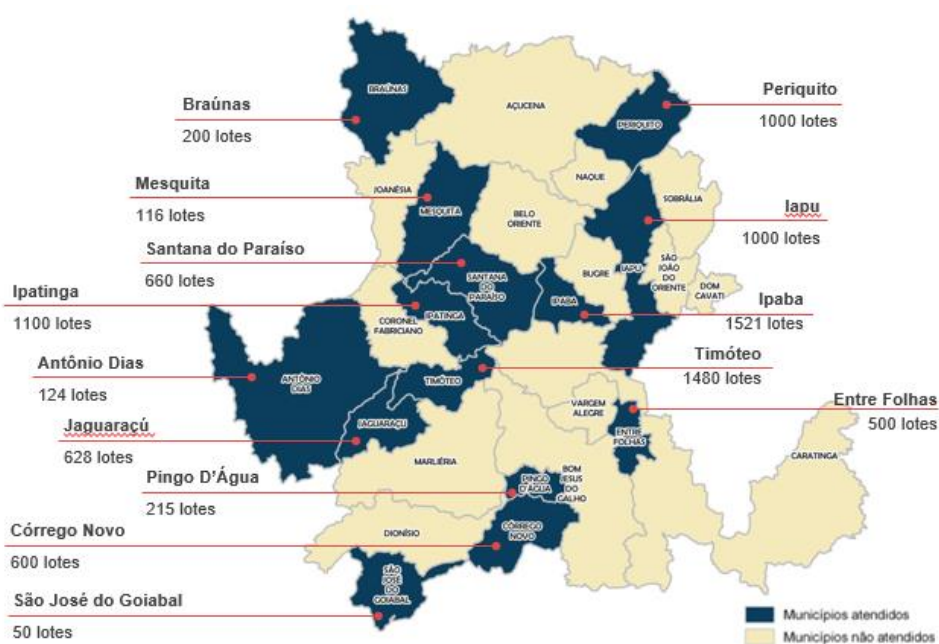 Braúnas
200 lotes
Mesquita
116 lotes
Santana do Paraíso
660 lotes
Ipatinga
1100 lotes
Antônio Dias
124 lotes
Jaguaraçú
628 lotes
Pingo D'Água
215 lotes
Córrego Novo
600 lotes
São José do Goiabal
50 lotes
Periquito
1000 lotes
Iapu
1000 lotes
Ipaba
1521 lotes
Timóteo
1480 lotes
Entre Folhas
500 lotes
BRAÚNAS
AÇUCENA
PERIQUITO
JOANÉSIA
MESQUITA
NAQUE
SOBRÁLIA
BELO
ORIENTE
BUGRE
IAPÚ
SÃO
JOÃO DO
ORIENTE
DOM
CAVATI
SANTANA
DO
PARAÍSO
IPABA
IPATINGA
CORONEL
FABRICIANO
ANTÔNIO
DIAS
TIMÓTEO
JAGUARAÇU
VARGEM
ALEGRE
ENTRE
FOLHAS
CARATINGA
MARLIÉRIA
PINGO
D'ÁGUA
BOM
JESUS
DO
GALHO
CÓRREGO
NOVO
DIONÍSIO
SÃO
JOSÉ
DO
GOIABAL
Municípios atendidos
Municípios não atendidos